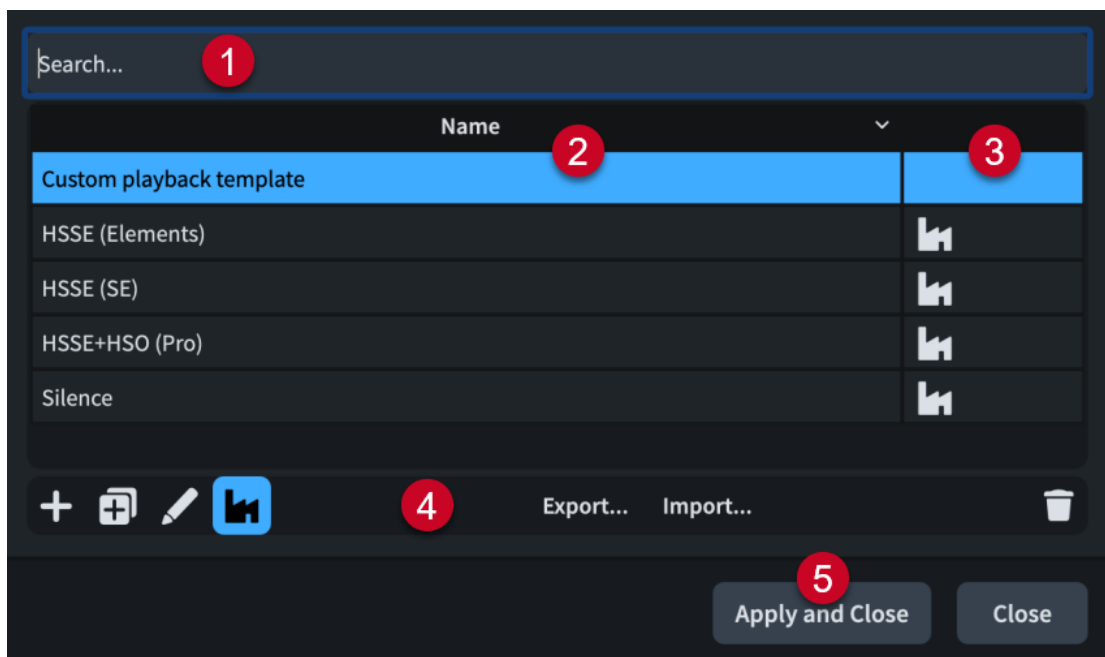 Search...
1
Name
2
3
Custom playback template
HSSE (Elements)
HSSE (SE)
HSSE+HSO (Pro)
Silence
4
Export... Import...
5
Apply and Close Close